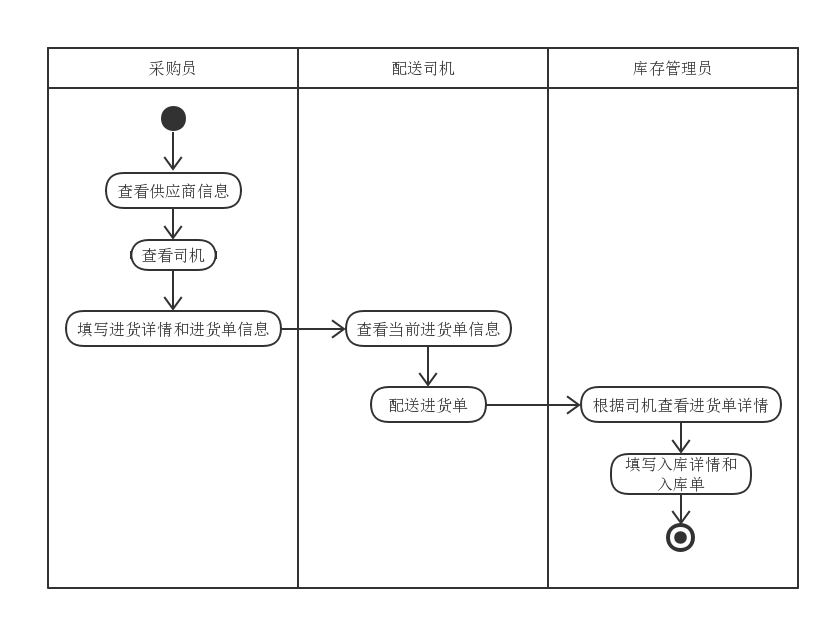 采购员
配送司机
库存管理员
查看供应商信息
查看司机
填写进货详情和进货单信息
查看当前进货单信息
配送进货单
根据司机查看进货单详情
填写入库详情和
入库单